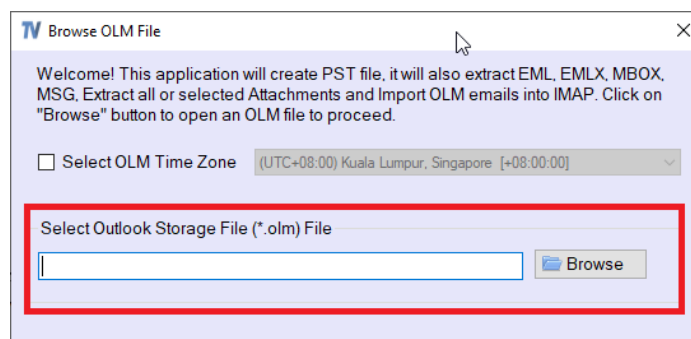 TV Browse OLM File
Welcome! This application will create PST file, it will also extract EML, EMLX, MBOX,
MSG, Extract all or selected Attachments and Import OLM emails into IMAP. Click on
"Browse" button to open an OLM file to proceed.
Select OLM Time Zone (UTC+08:00) Kuala Lumpur, Singapore [+08:00:00]
Select Outlook Storage File (*.olm) File
Browse